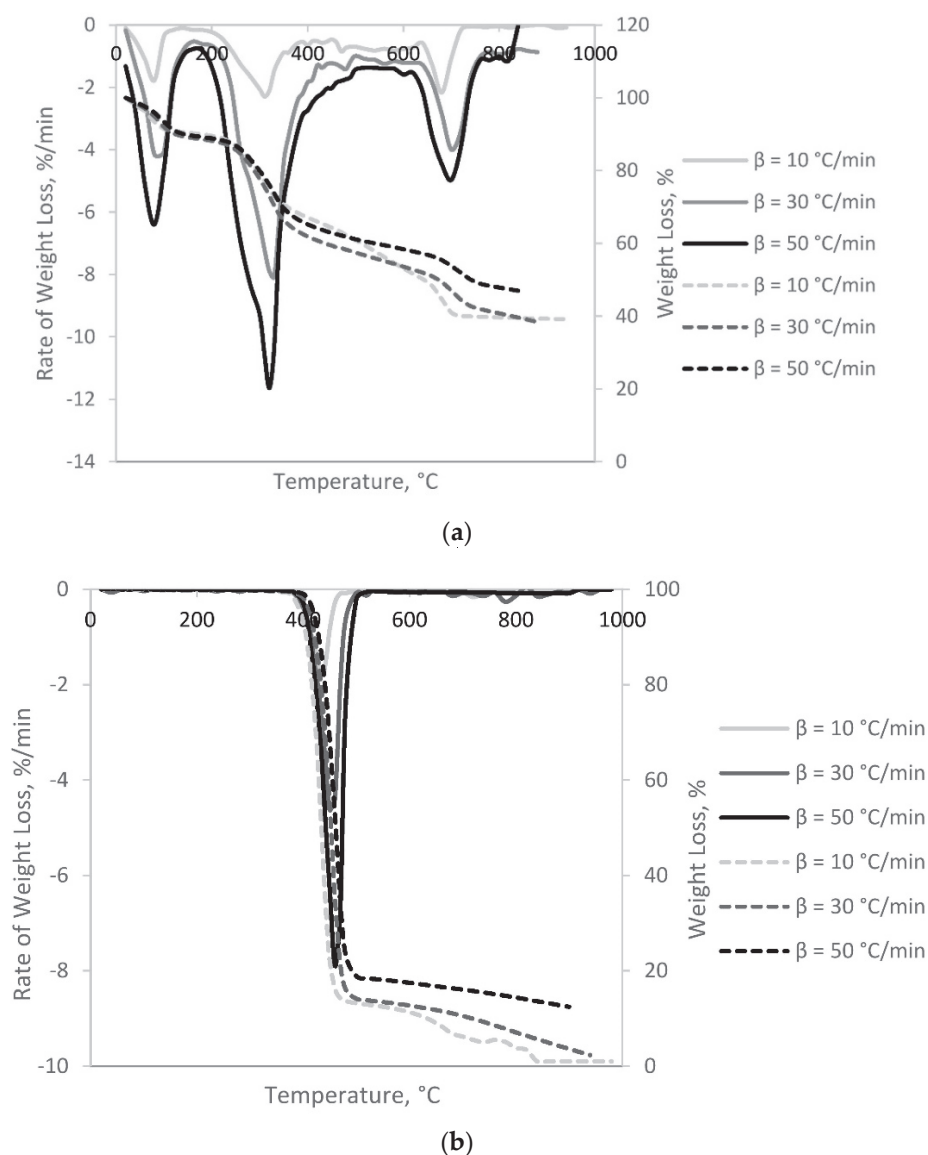 0
-2
-4
-6
-8
-10
-12
-14
Rate of Weight Loss, %/min
0 200 400 600 800 1000
120
100
80
60
40
20
0
Weight Loss, %
Temperature, °C
β = 10 °C/min
β = 30 °C/min
β = 50 °C/min
β = 10 °C/min
β = 30 °C/min
β = 50 °C/min
(a)
0
-2
-4
-6
-8
-10
Rate of Weight Loss, %/min
0 200 400 600 800 1000
100
80
60
40
20
0
Weight Loss, %
Temperature, °C
β = 10 °C/min
β = 30 °C/min
β = 50 °C/min
β = 10 °C/min
β = 30 °C/min
β = 50 °C/min
(b)